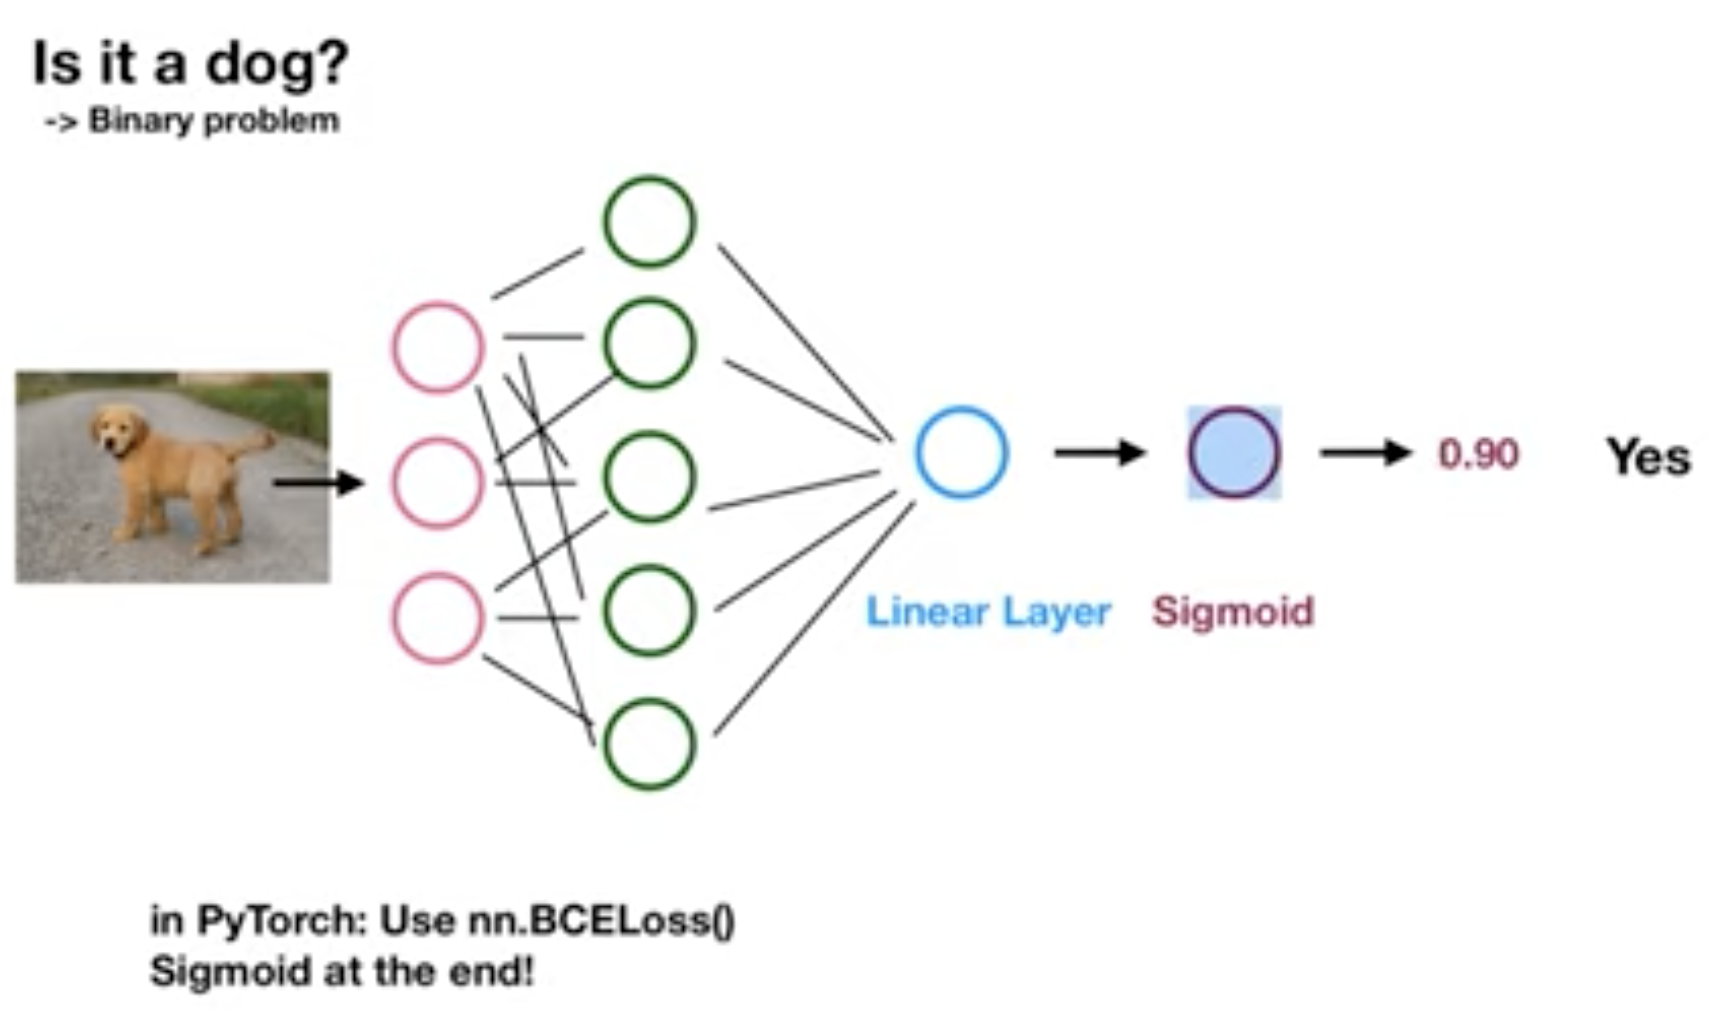 Is it a dog?
-> Binary problem
0.90 Yes
Linear Layer Sigmoid
in PyTorch: Use nn.BCELoss()
Sigmoid at the end!